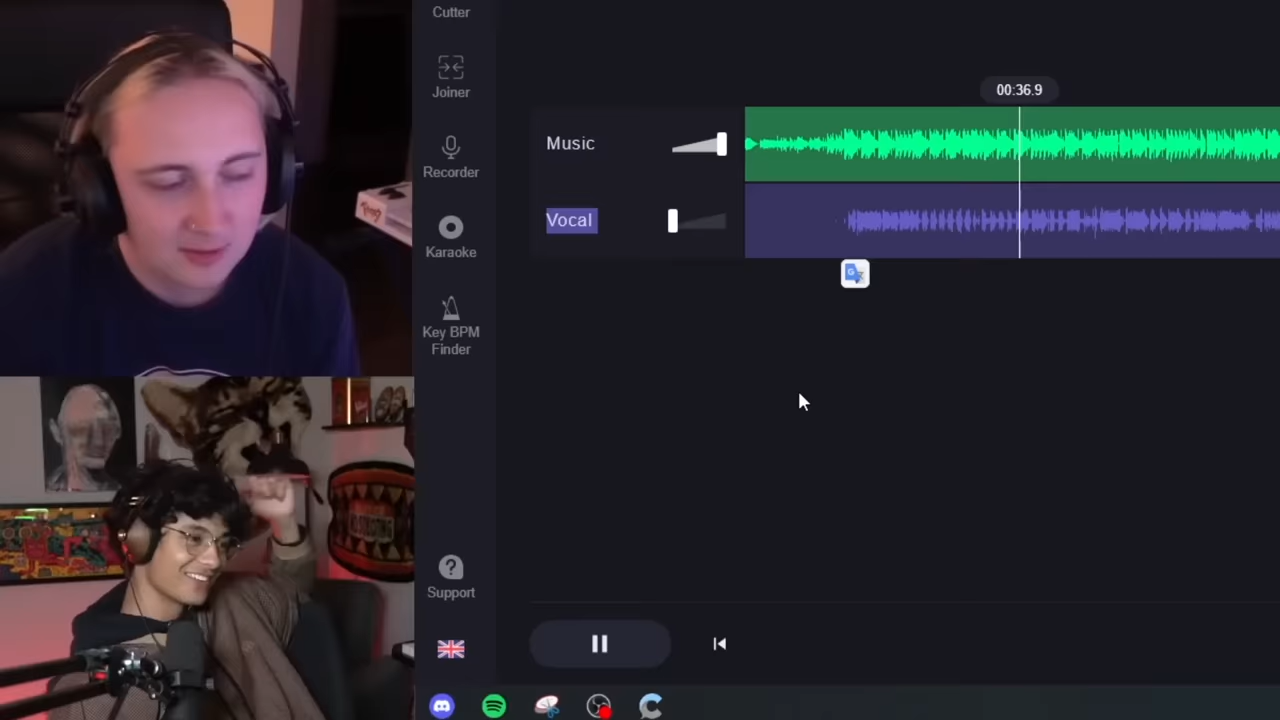 Cutter
Joiner
Recorder
Karaoke
Key BPM
Finder
Support
00:36.9
Music
Vocal